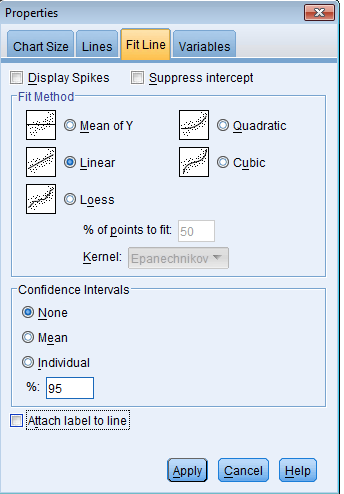 Properties
Chart Size Lines Fit Line Variables
Display Spikes Suppress intercept
Fit Method
Mean of Y Quadratic
Linear Cubic
Loess
% of points to fit: 50
Kernel: Epanechnikov
Confidence Intervals
None
Mean
Individual
%: 95
Attach label to line
Apply Cancel Help